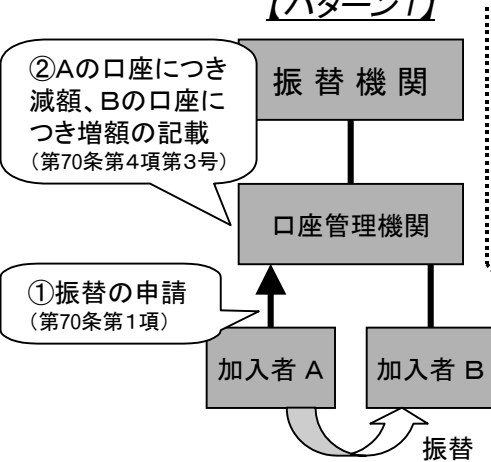 【パターン１】
②Ａの口座につき
減額、Ｂの口座に
つき増額の記載
（第70条第４項第３号）
振 替 機 関
口座管理機関
①振替の申請
（第70条第１項）
加入者 Ａ
加入者 Ｂ
振替